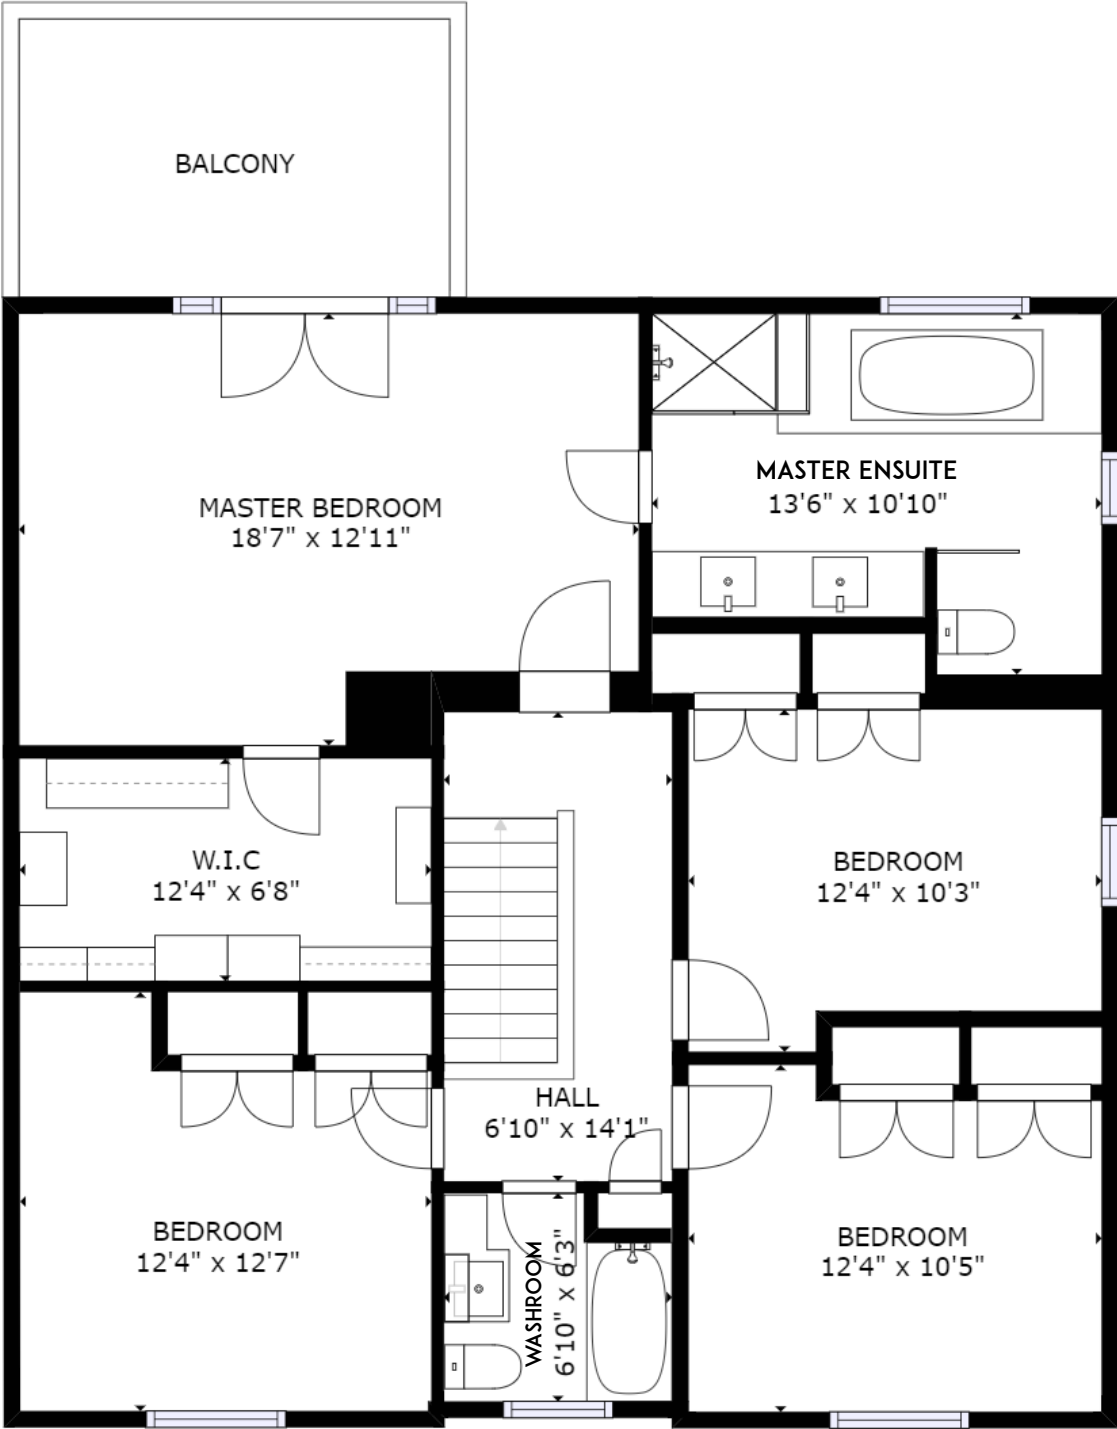 BALCONY
MASTER BEDROOM
18'7" x 12'11"
MASTER ENSUITE
13'6" x 10'10"
W.I.C
12'4" x 6'8"
BEDROOM
12'4" x 10'3"
HALL
6'10" x 14'1"
BEDROOM
12'4" x 12'7"
WASHROOM
6'10" x 6'3"
BEDROOM
12'4" x 10'5"